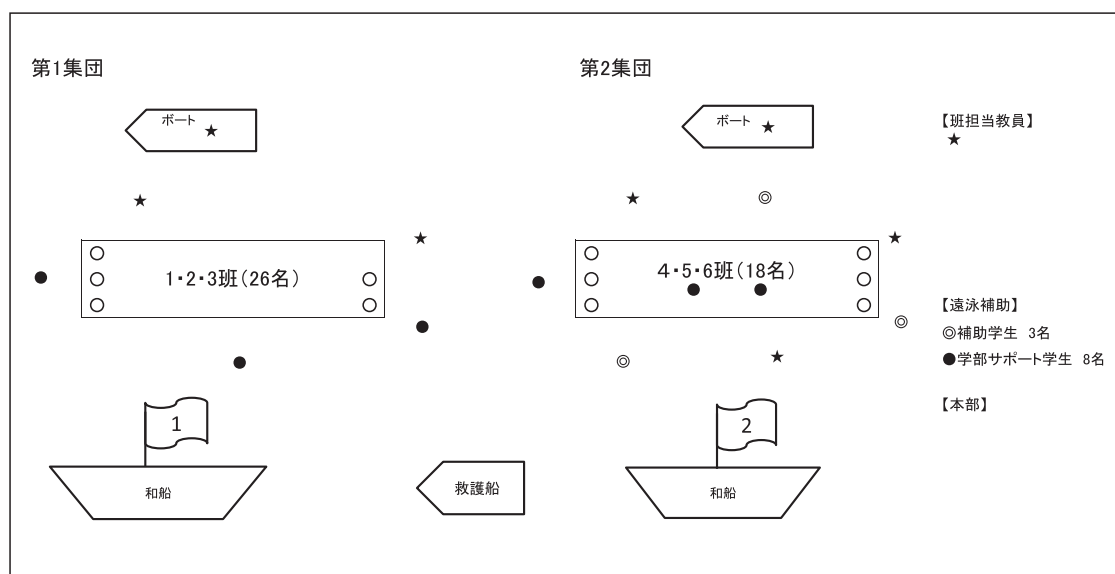 第1集団
第2集団
ボート ★
ボート ★
【班担当教員】
★
1・2・3班(26名)
4・5・6班(18名)
【遠泳補助】
◎補助学生 3名
●学部サポート学生 8名
【本部】
1
2
和船
救護船
和船